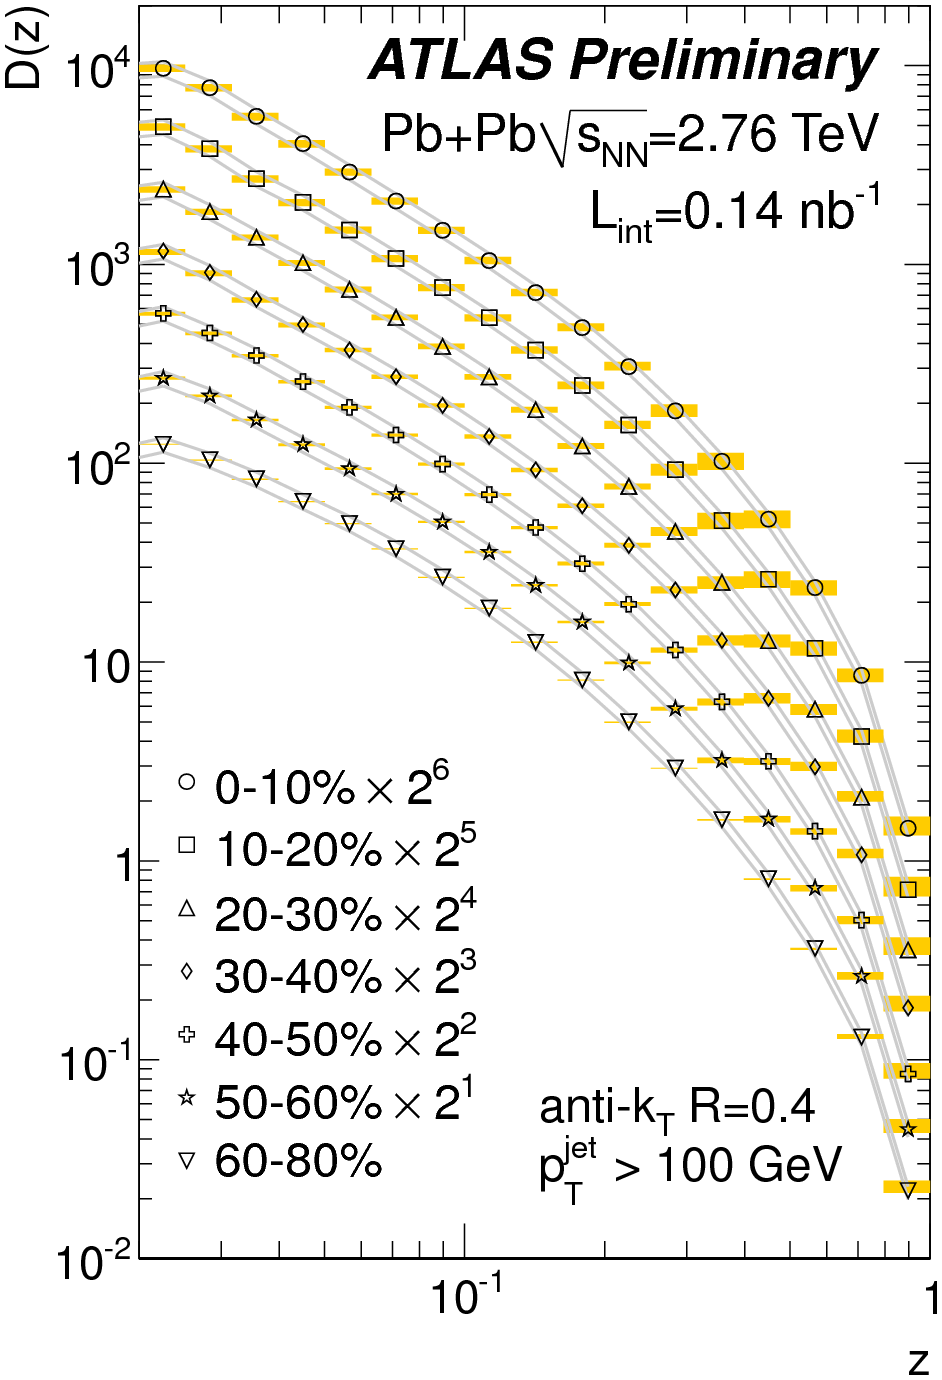 D(z)
ATLAS Preliminary
Pb+Pb√s_NN=2.76 TeV
L_int=0.14 nb^-1
10^4
10^3
10^2
10
1
10^-1
10^-2
0-10% × 2^6
10-20% × 2^5
20-30% × 2^4
30-40% × 2^3
40-50% × 2^2
50-60% × 2^1
60-80%
anti-k_T R=0.4
p_T^jet > 100 GeV
10^-1
1
z